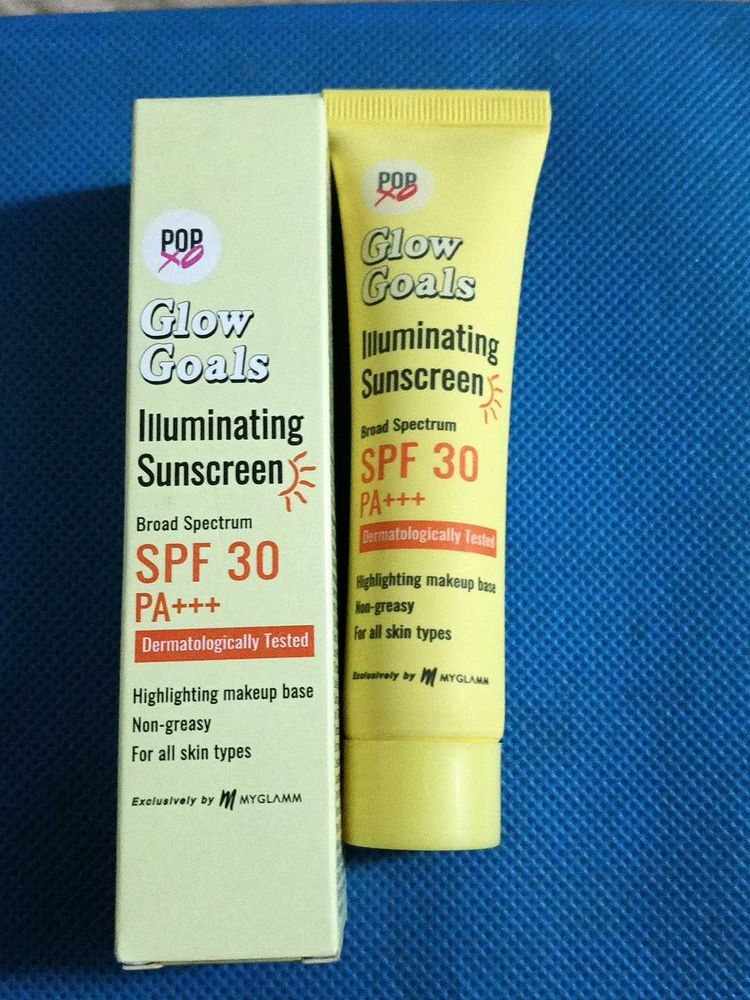 POP
XO
Glow
Goals
Illuminating
Sunscreen
Broad Spectrum
SPF 30
PA+++
Dermatologically Tested
Highlighting makeup base
Non-greasy
For all skin types
Exclusively by m MYGLAMM
POP
XO
Glow
Goals
Illuminating
Sunscreen
Broad Spectrum
SPF 30
PA+++
Dermatologically Tested
Highlighting makeup base
Non-greasy
For all skin types
Exclusively by m MYGLAMM